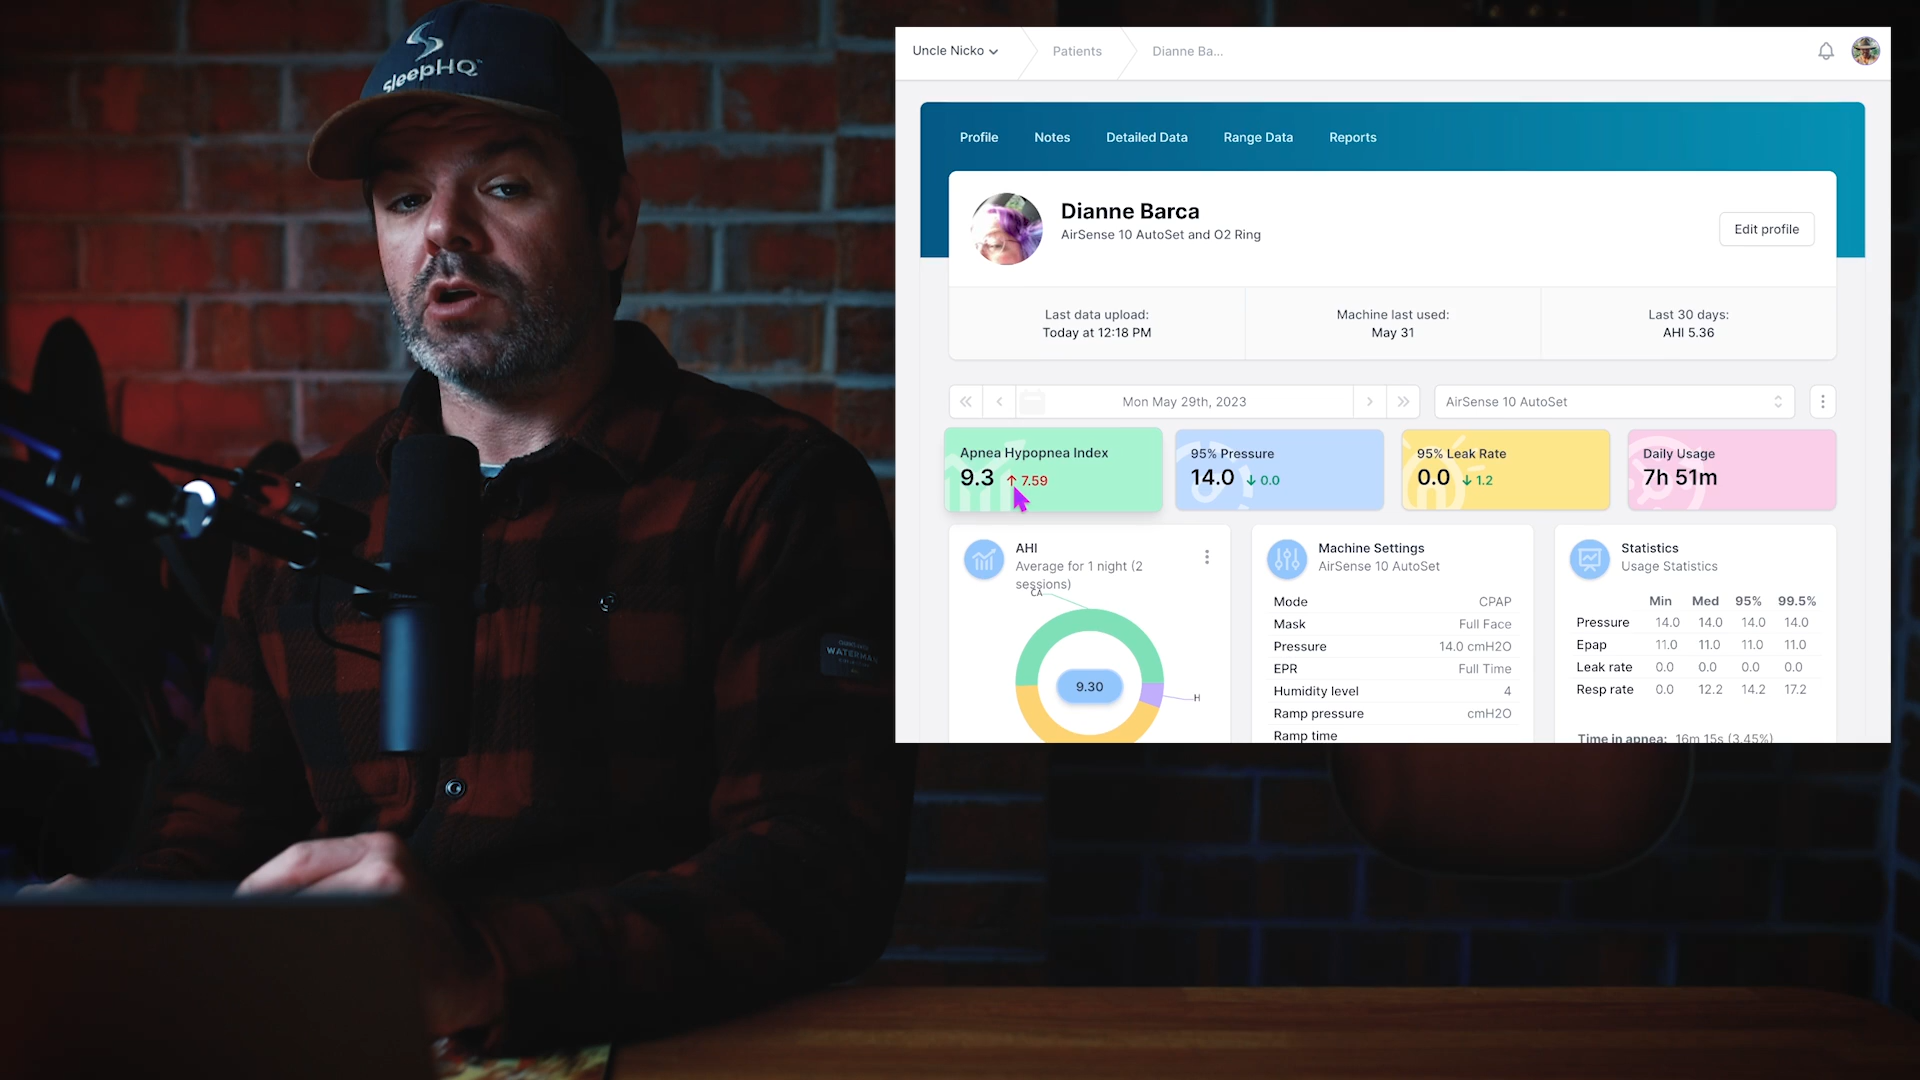 SleepHQ™
WATERMAN
Uncle Nicko
Patients
Dianne Ba...
Profile
Notes
Detailed Data
Range Data
Reports
Dianne Barca
AirSense 10 AutoSet and O2 Ring
Edit profile
Last data upload:
Today at 12:18 PM
Machine last used:
May 31
Last 30 days:
AHI 5.36
Mon May 29th, 2023
AirSense 10 AutoSet
Apnea Hypopnea Index
9.3 ↑ 7.59
95% Pressure
14.0 ↓ 0.0
95% Leak Rate
0.0 ↓ 1.2
Daily Usage
7h 51m
AHI
Average for 1 night (2
sessions)
CA
9.30
H
Machine Settings
AirSense 10 AutoSet
Mode CPAP
Mask Full Face
Pressure 14.0 cmH2O
EPR Full Time
Humidity level 4
Ramp pressure cmH2O
Ramp time
Statistics
Usage Statistics
Min Med 95% 99.5%
Pressure 14.0 14.0 14.0 14.0
Epap 11.0 11.0 11.0 11.0
Leak rate 0.0 0.0 0.0 0.0
Resp rate 0.0 12.2 14.2 17.2
Time in apnea: 16m 15s (3.45%)